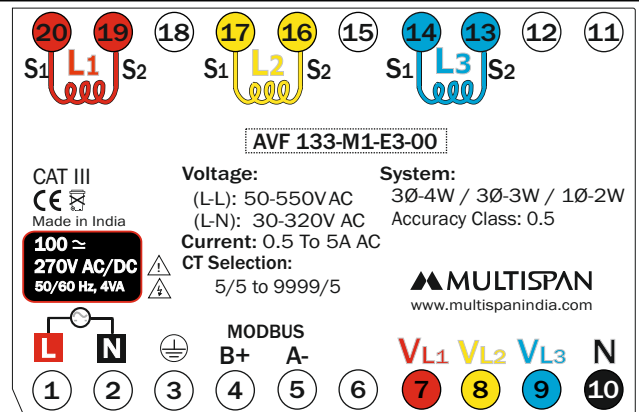 20 19 18 17 16 15 14 13 12 11
S1 L1 S2 S1 L2 S2 S1 L3 S2
AVF 133-M1-E3-00
CAT III
CE
Made in India
100 ≃
270V AC/DC
50/60 Hz, 4VA
Voltage:
(L-L): 50-550V AC
(L-N): 30-320V AC
Current: 0.5 To 5A AC
CT Selection:
5/5 to 9999/5
System:
3Ø-4W / 3Ø-3W / 1Ø-2W
Accuracy Class: 0.5
MULTISPAN
www.multispanindia.com
MODBUS
L N B+ A- VL1 VL2 VL3 N
1 2 3 4 5 6 7 8 9 10